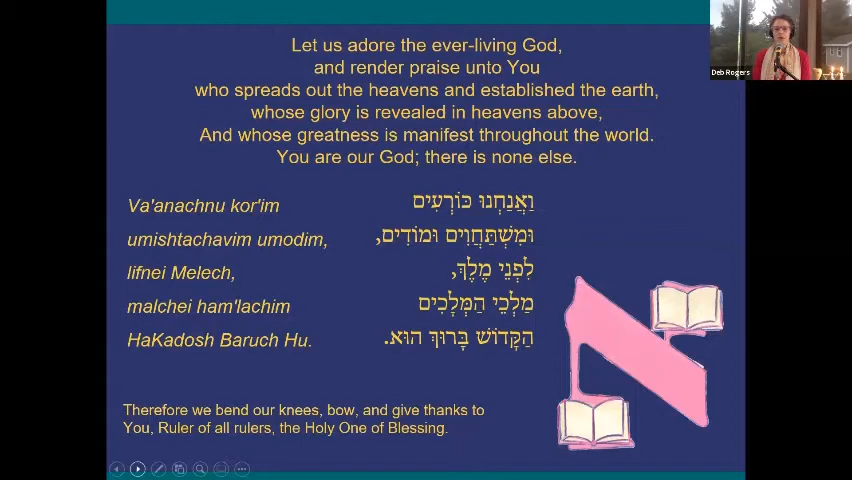 Let us adore the ever-living God,
and render praise unto You
who spreads out the heavens and established the earth,
whose glory is revealed in heavens above,
And whose greatness is manifest throughout the world.
You are our God; there is none else.
Va'anachnu kor'im
umishtachavim umodim,
lifnei Melech,
malchei ham'lachim
HaKadosh Baruch Hu.
וַאֲנַחְנוּ כּוֹרְעִים
וּמִשְׁתַּחֲוִים וּמוֹדִים,
לִפְנֵי מֶלֶךְ,
מַלְכֵי הַמְּלָכִים
הַקָּדוֹשׁ בָּרוּךְ הוּא.
Therefore we bend our knees, bow, and give thanks to
You, Ruler of all rulers, the Holy One of Blessing.
א
Deb Rogers